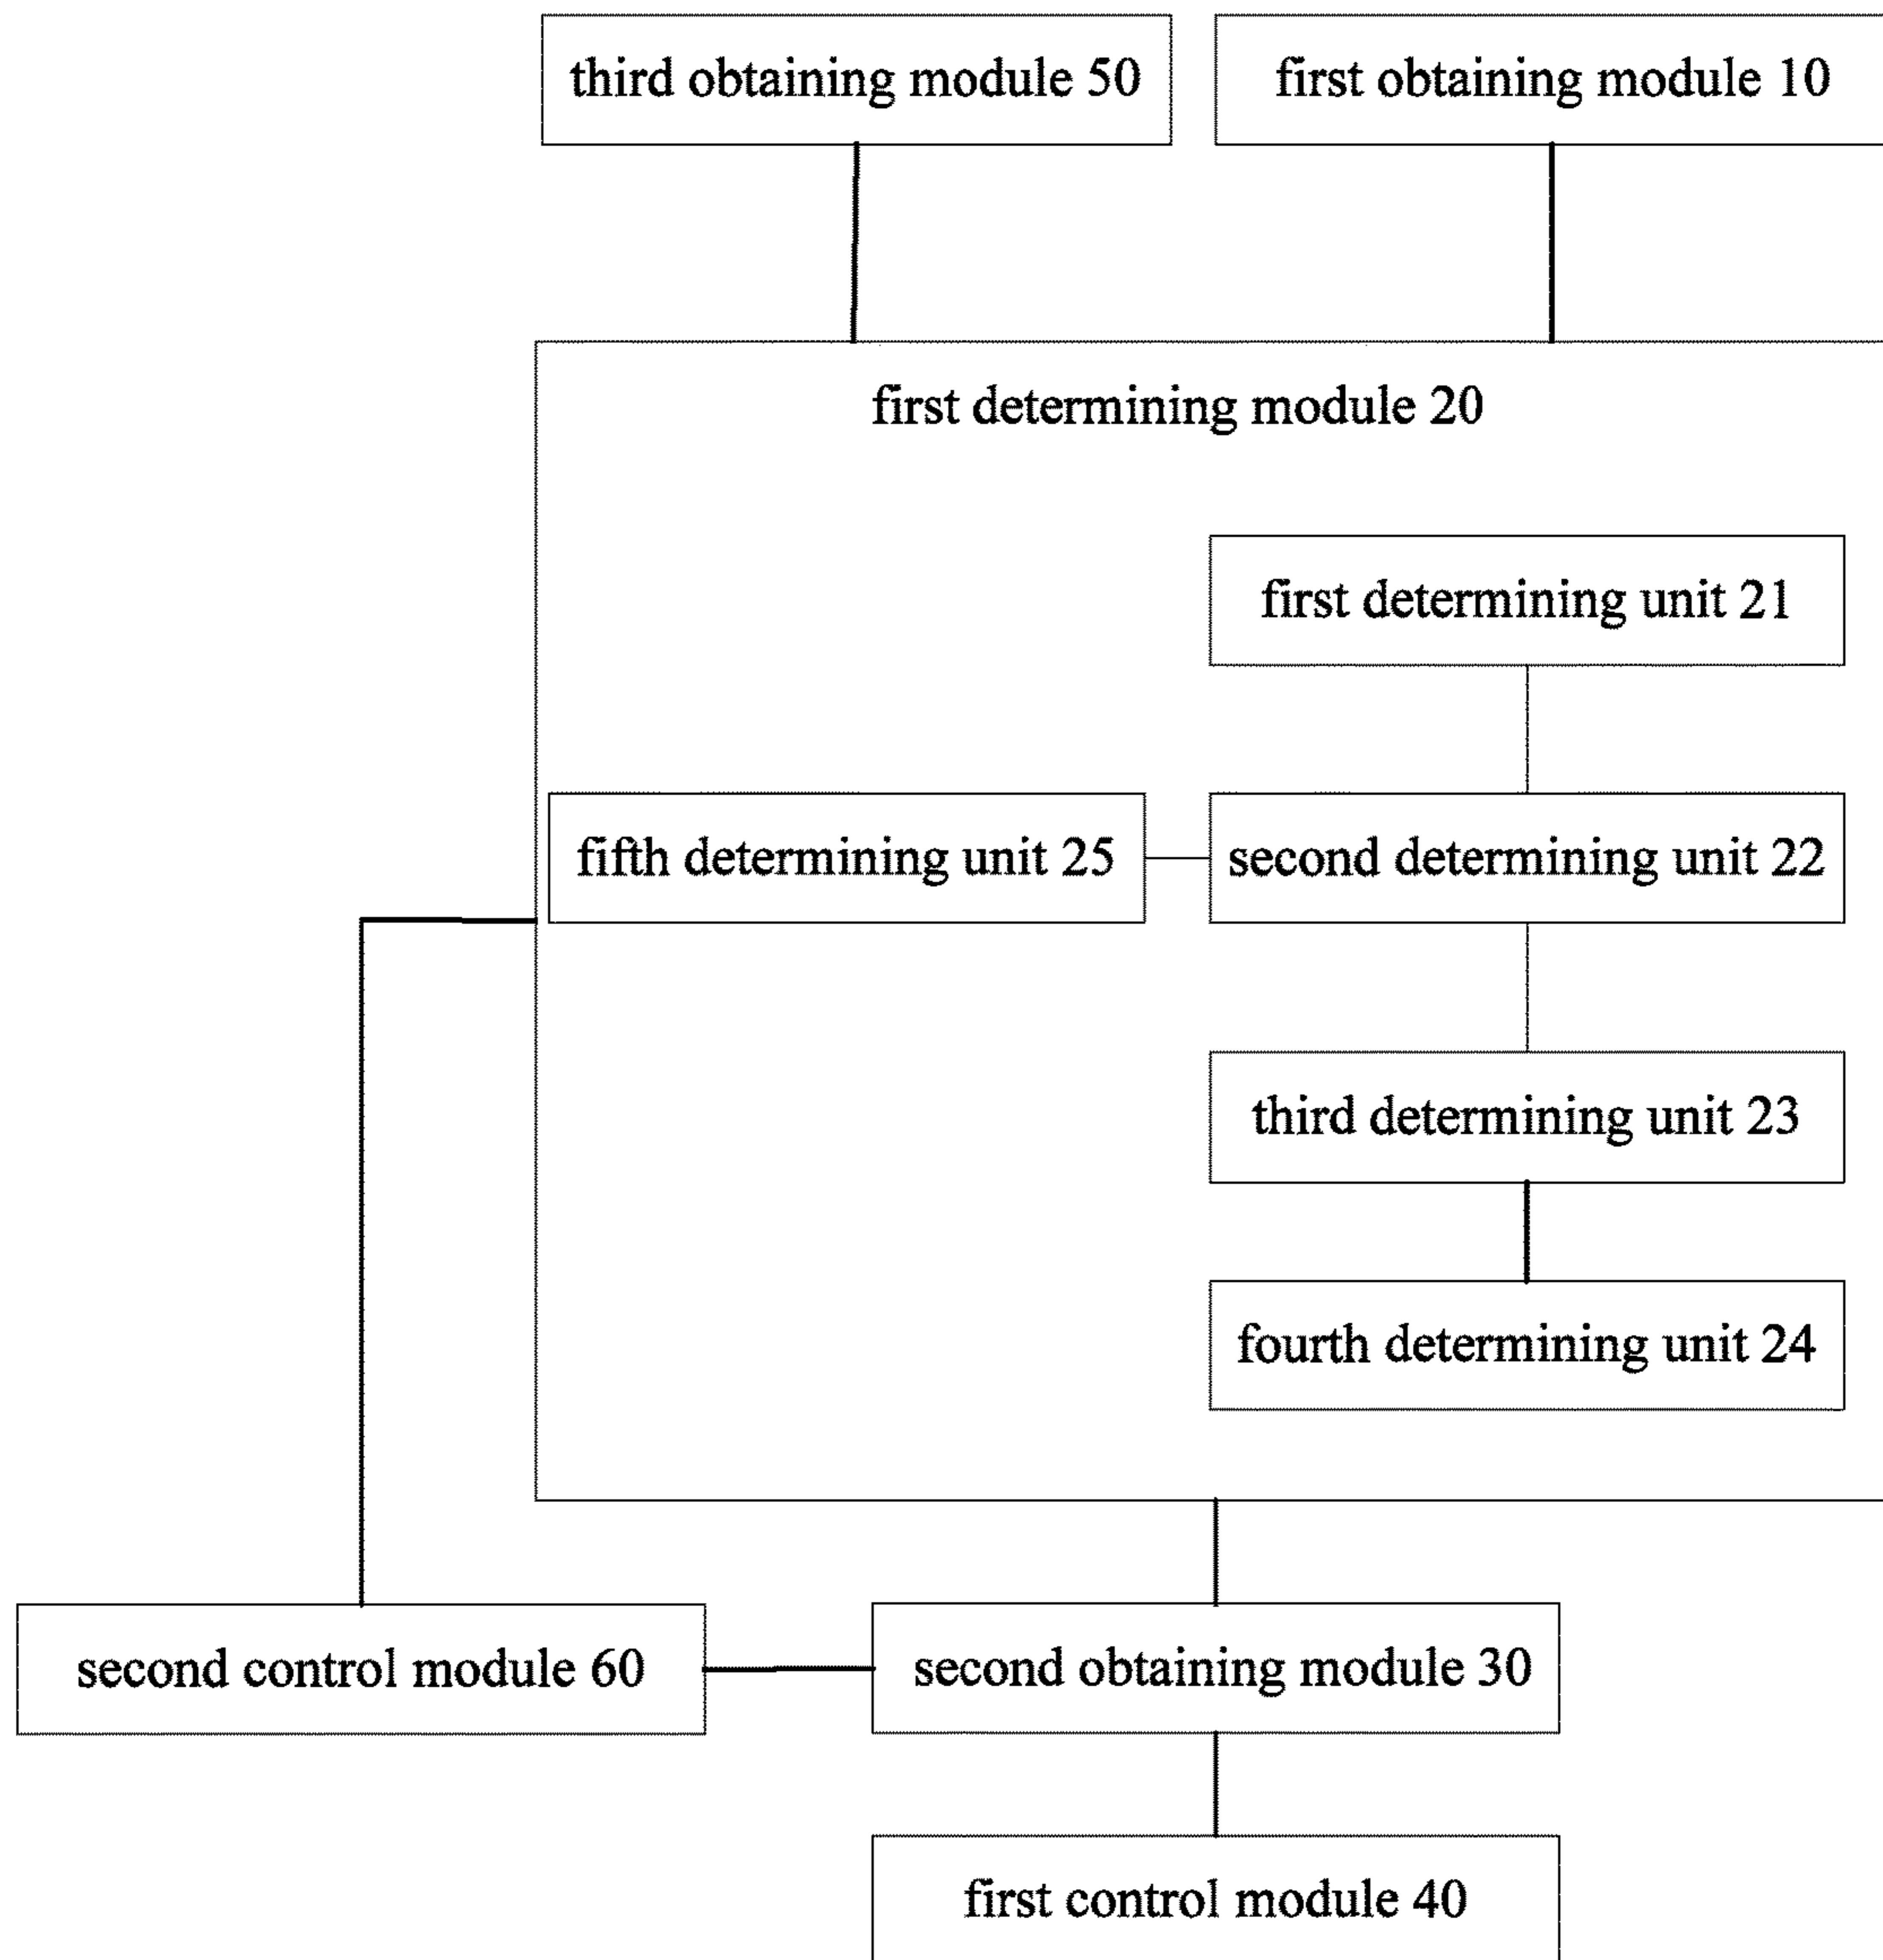 third obtaining module 50
first obtaining module 10
first determining module 20
first determining unit 21
fifth determining unit 25
second determining unit 22
third determining unit 23
fourth determining unit 24
second control module 60
second obtaining module 30
first control module 40